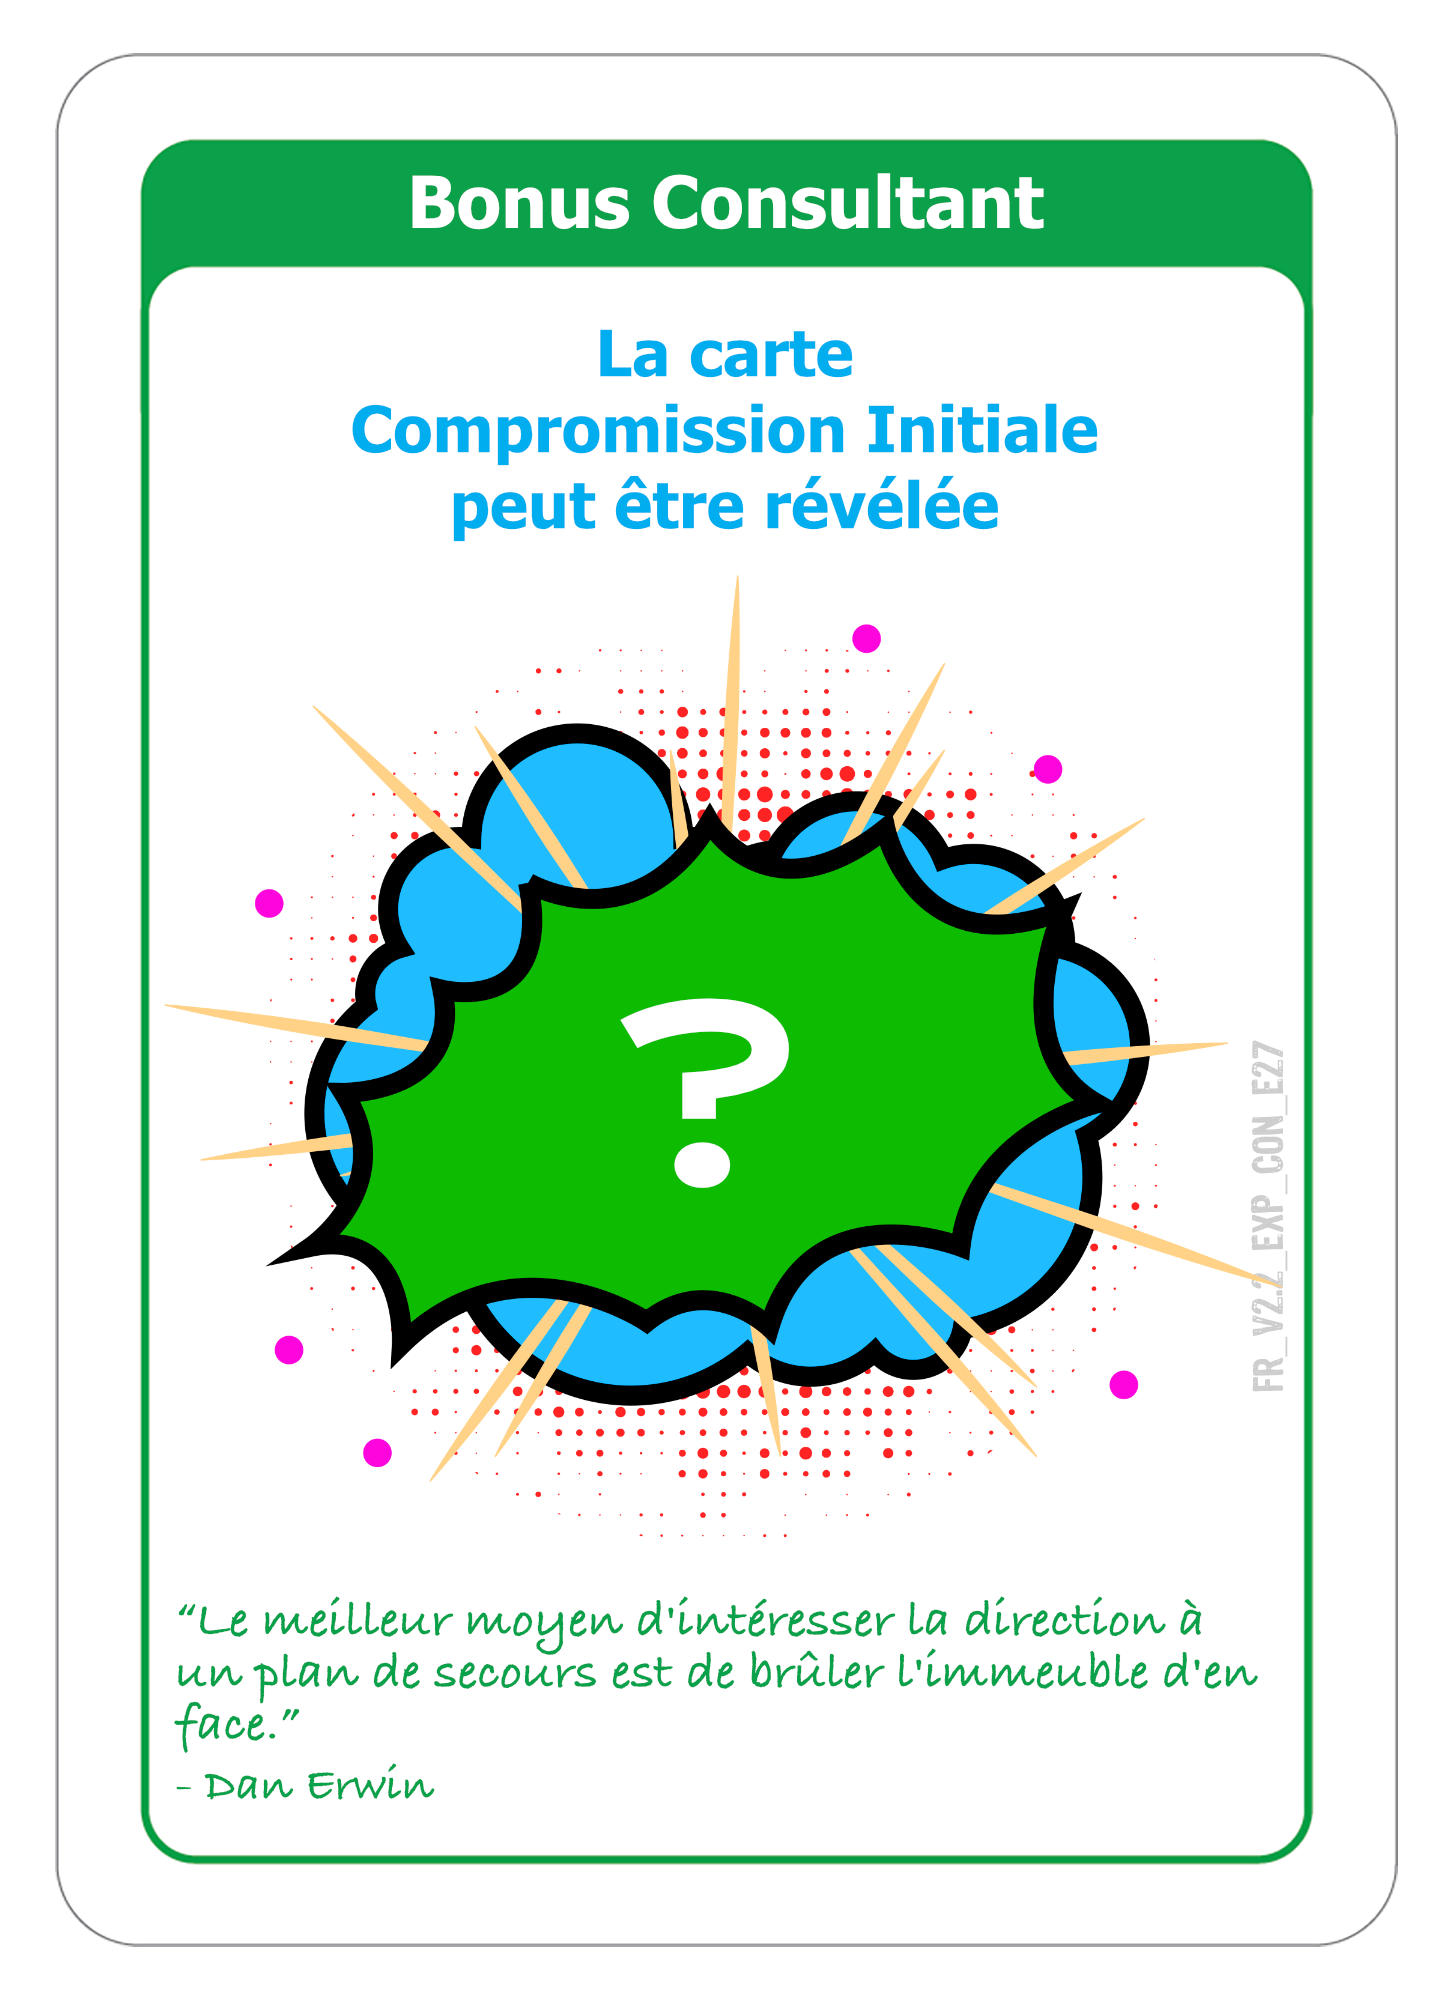 Bonus Consultant
La carte
Compromission Initiale
peut être révélée
?
FR_V2.2_EXP_CON_E27
“Le meilleur moyen d'intéresser la direction à
un plan de secours est de brûler l'immeuble d'en
face.”
- Dan Erwin